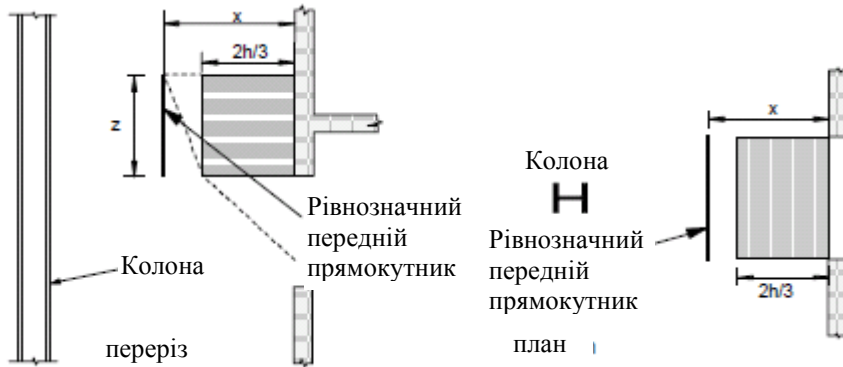 x
2h/3
z
Рівнозначний
передній
прямокутник
Колона
переріз
x
Колона
Рівнозначний
передній
прямокутник
2h/3
план